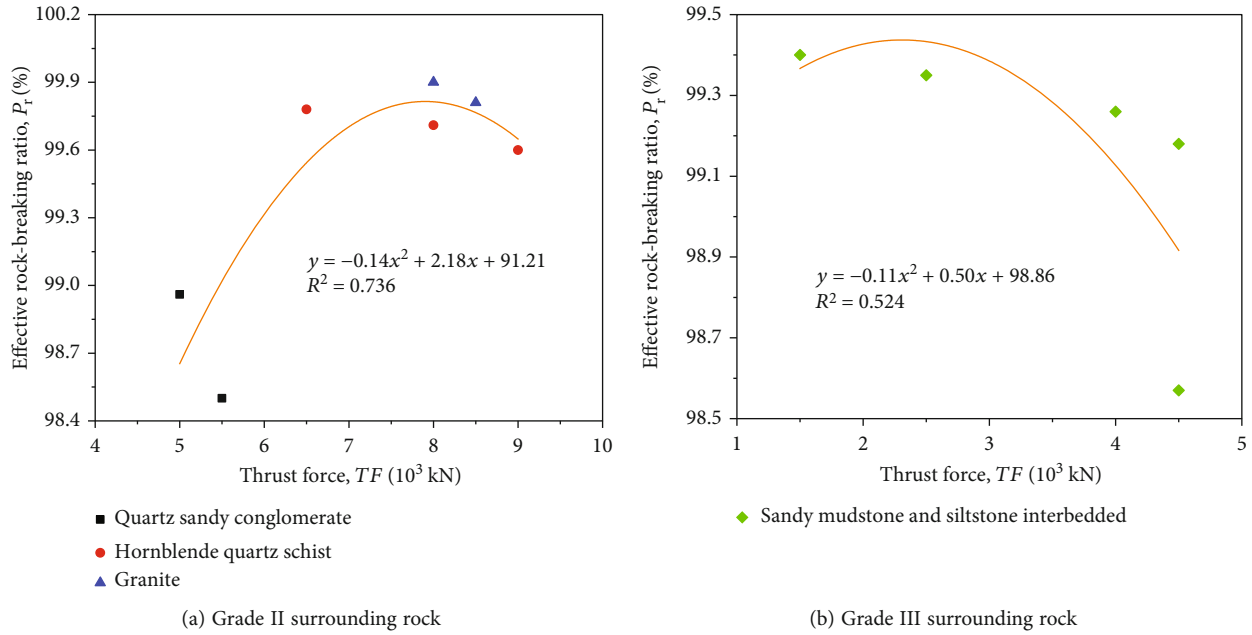 100.2
99.9
99.6
99.3
99.0
98.7
98.4
Effective rock-breaking ratio, Pr (%)
y = −0.14x² + 2.18x + 91.21
R² = 0.736
4 5 6 7 8 9 10
Thrust force, TF (10³ kN)
Quartz sandy conglomerate
Hornblende quartz schist
Granite
(a) Grade II surrounding rock
99.5
99.3
99.1
98.9
98.7
98.5
Effective rock-breaking ratio, Pr (%)
y = −0.11x² + 0.50x + 98.86
R² = 0.524
1 2 3 4 5
Thrust force, TF (10³ kN)
Sandy mudstone and siltstone interbedded
(b) Grade III surrounding rock